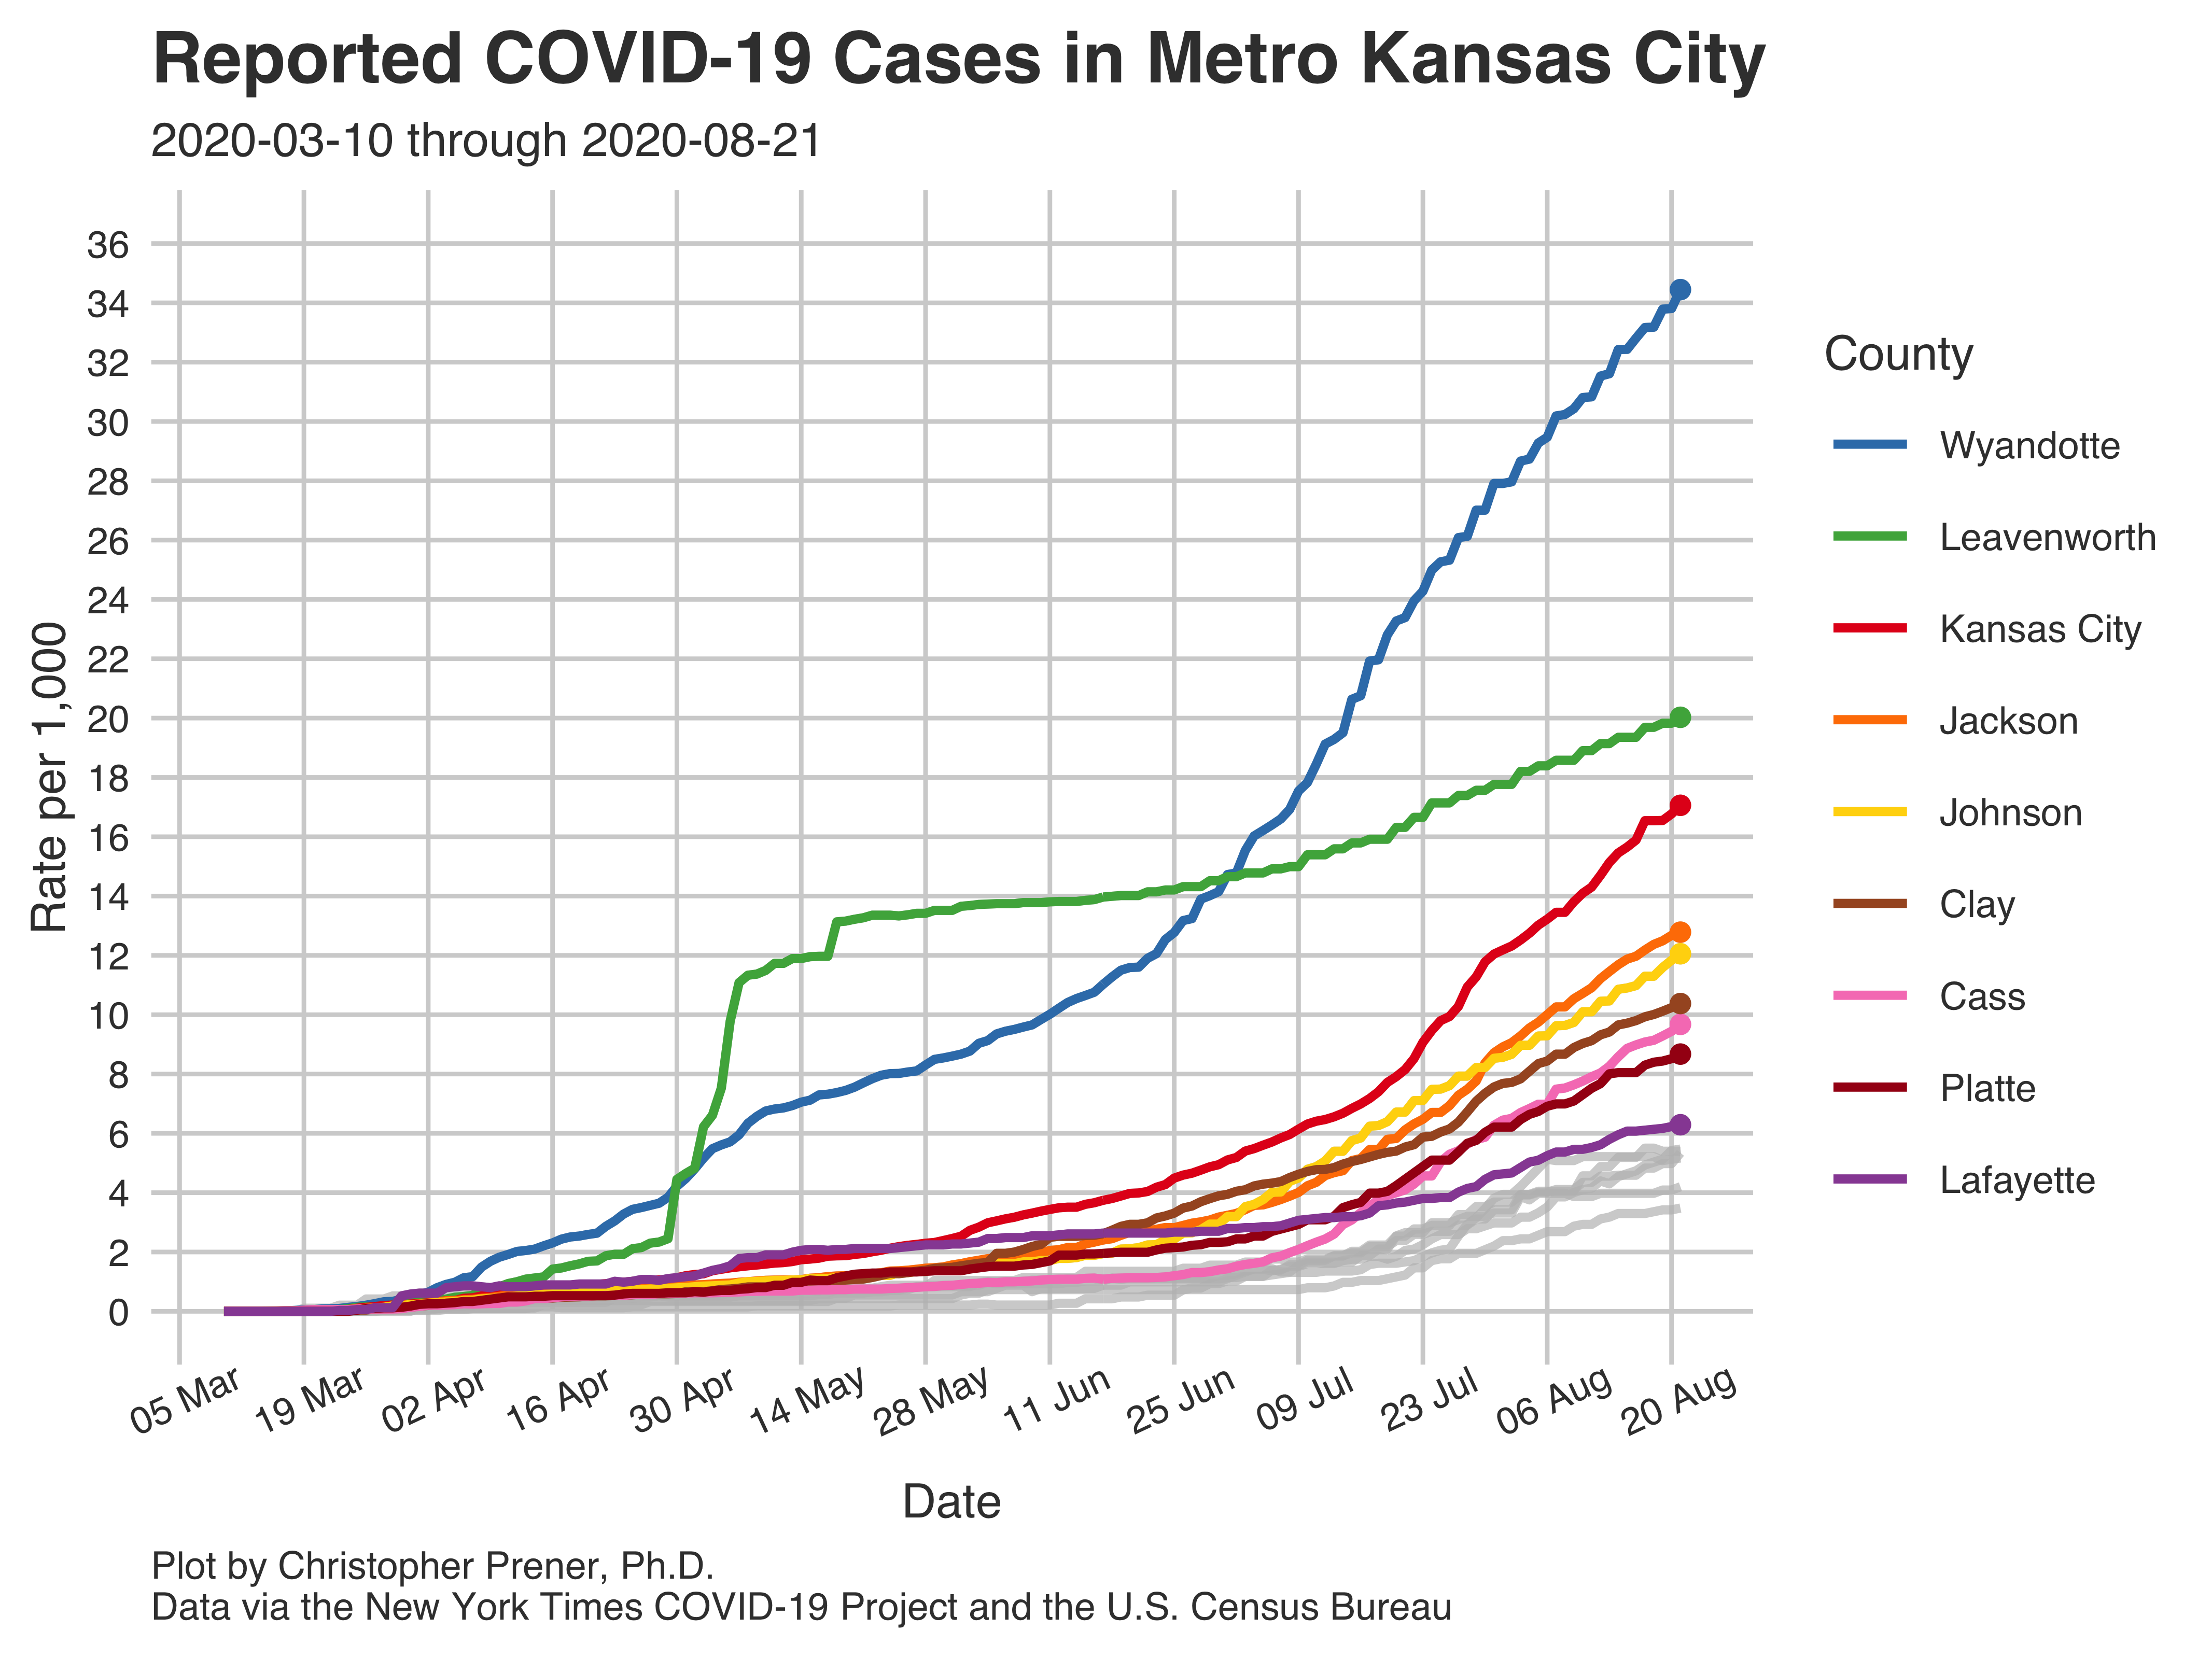 Reported COVID-19 Cases in Metro Kansas City
2020-03-10 through 2020-08-21
Rate per 1,000
36
34
32
30
28
26
24
22
20
18
16
14
12
10
8
6
4
2
0
05 Mar
19 Mar
02 Apr
16 Apr
30 Apr
14 May
28 May
11 Jun
25 Jun
09 Jul
23 Jul
06 Aug
20 Aug
Date
County
Wyandotte
Leavenworth
Kansas City
Jackson
Johnson
Clay
Cass
Platte
Lafayette
Plot by Christopher Prener, Ph.D.
Data via the New York Times COVID-19 Project and the U.S. Census Bureau